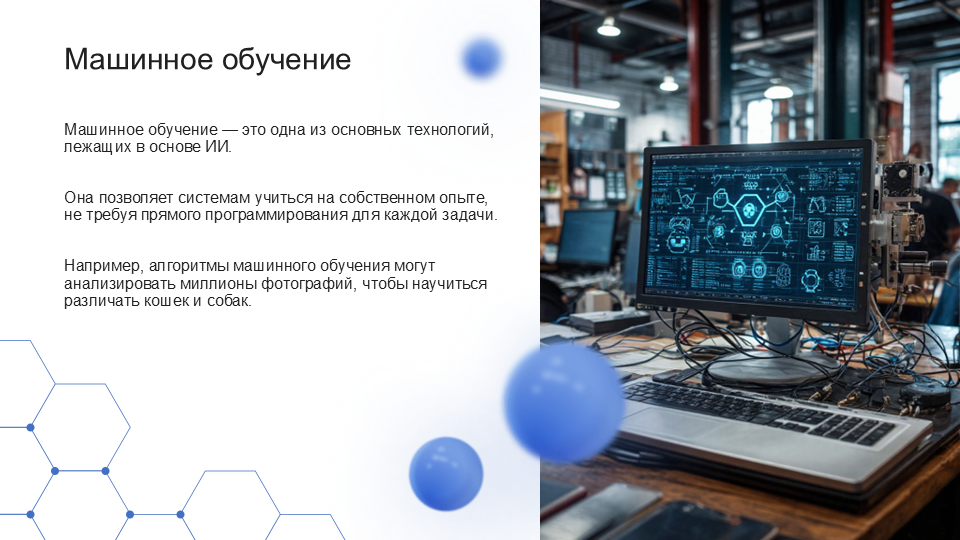 Машинное обучение
Машинное обучение — это одна из основных технологий,
лежащих в основе ИИ.
Она позволяет системам учиться на собственном опыте,
не требуя прямого программирования для каждой задачи.
Например, алгоритмы машинного обучения могут
анализировать миллионы фотографий, чтобы научиться
различать кошек и собак.